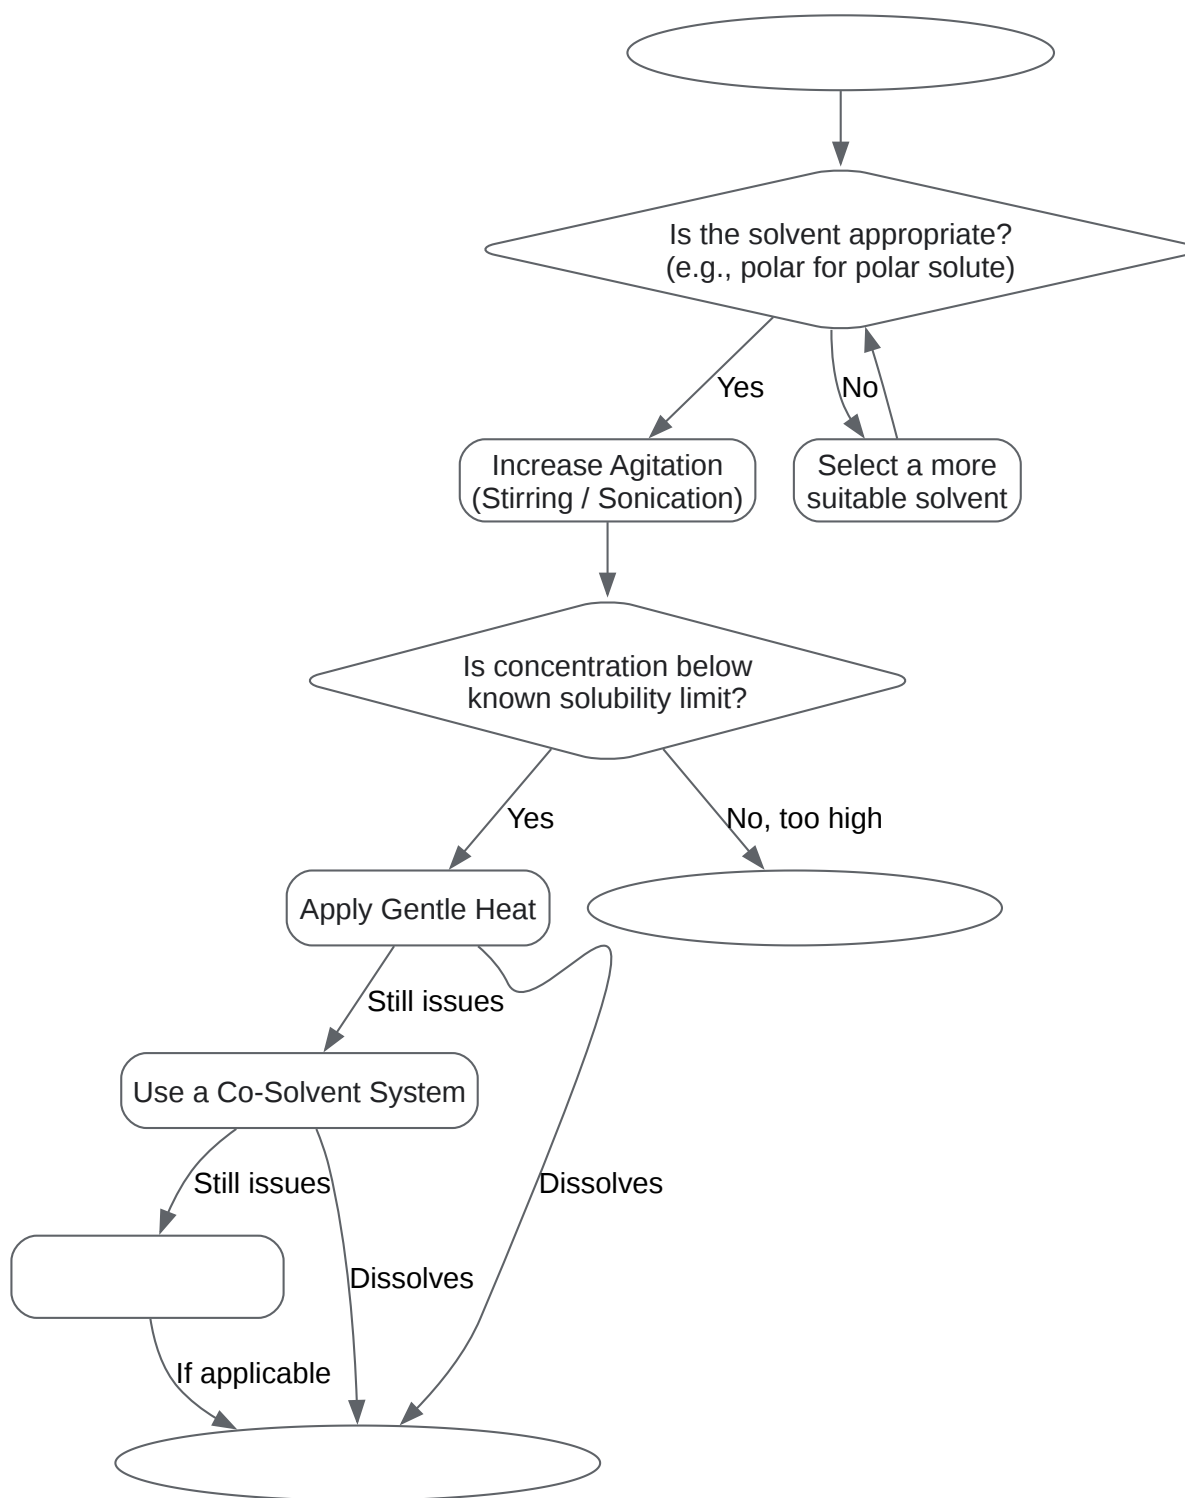 Is the solvent appropriate?
(e.g., polar for polar solute)
Yes
No
Increase Agitation
(Stirring / Sonication)
Select a more
suitable solvent
Is concentration below
known solubility limit?
Yes
No, too high
Apply Gentle Heat
Still issues
Use a Co-Solvent System
Still issues
Dissolves
Dissolves
If applicable